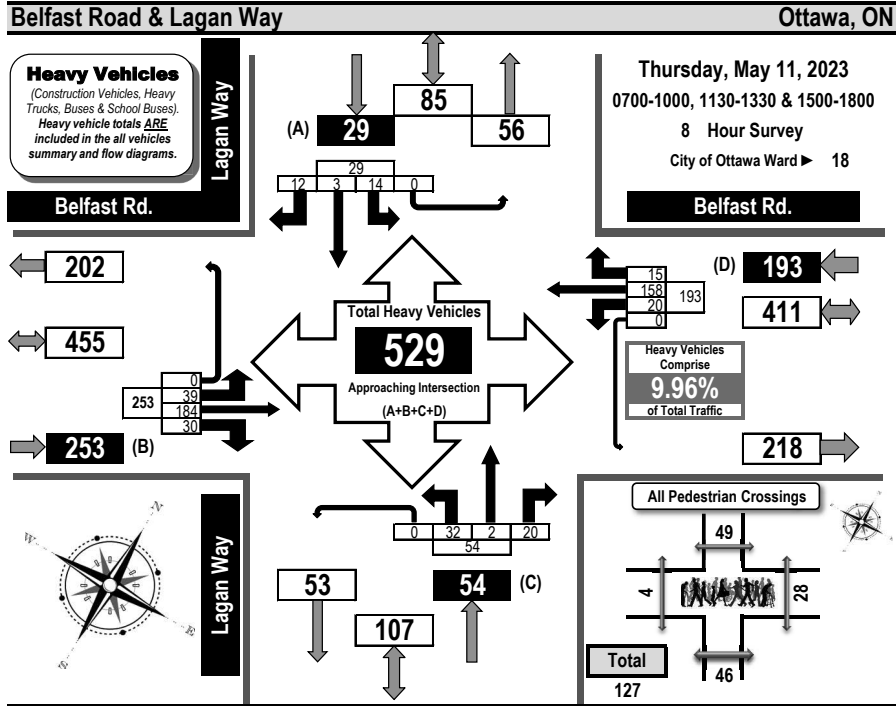 Belfast Road & Lagan Way
Ottawa, ON
Heavy Vehicles
(Construction Vehicles, Heavy
Trucks, Buses & School Buses).
Heavy vehicle totals ARE
included in the all vehicles
summary and flow diagrams.
Lagan Way
Belfast Rd.
85
(A) 29
56
29
12 3 14 0
Thursday, May 11, 2023
0700-1000, 1130-1330 & 1500-1800
8 Hour Survey
City of Ottawa Ward ► 18
Belfast Rd.
202
455
253
0
39
184
30
253 (B)
Total Heavy Vehicles
529
Approaching Intersection
(A+B+C+D)
15
158
20
0
193
(D) 193
411
Heavy Vehicles
Comprise
9.96%
of Total Traffic
218
N
W
E
S
Lagan Way
0 32 2 20
54
53
54 (C)
107
All Pedestrian Crossings
49
4
28
46
Total
127